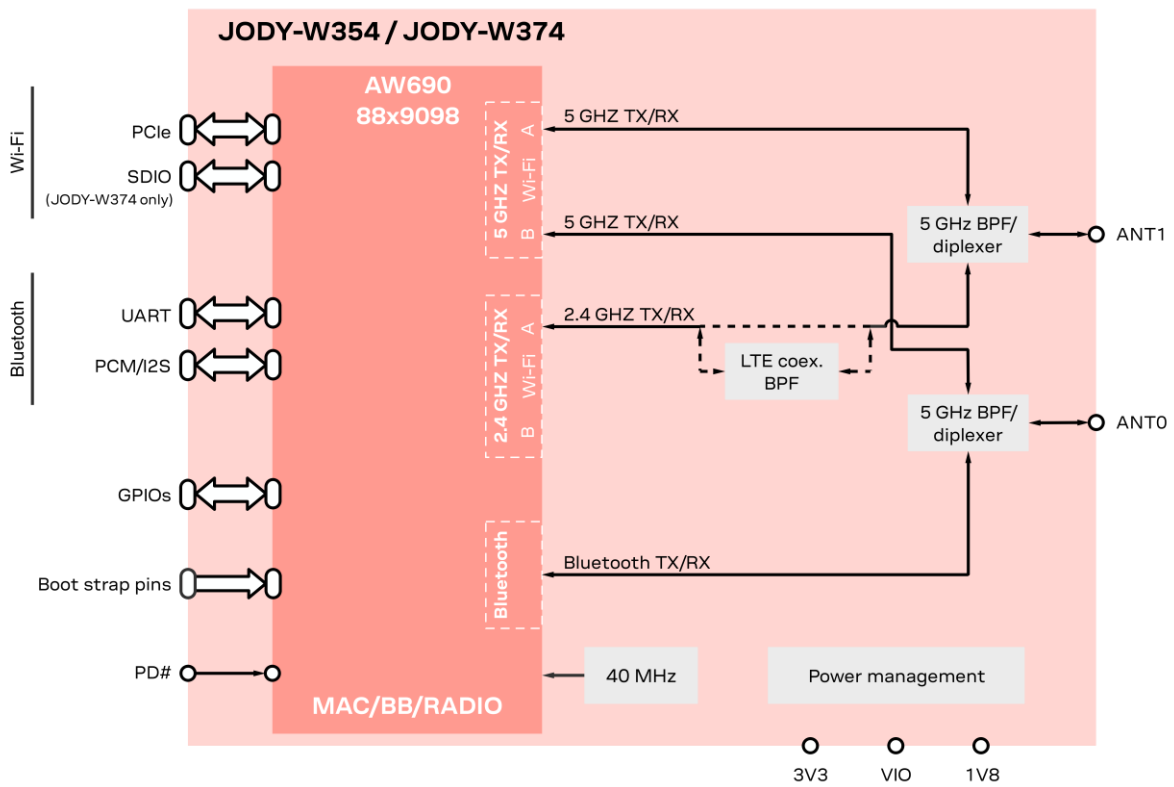 JODY-W354 / JODY-W374
AW690
88x9098
Wi-Fi
PCIe
SDIO
(JODY-W374 only)
Bluetooth
UART
PCM/I2S
GPIOs
Boot strap pins
PD#
5 GHZ TX/RX
Wi-Fi
A
B
2.4 GHZ TX/RX
Wi-Fi
A
B
Bluetooth
MAC/BB/RADIO
5 GHZ TX/RX
5 GHZ TX/RX
2.4 GHZ TX/RX
LTE coex.
BPF
Bluetooth TX/RX
5 GHz BPF/
diplexer
ANT1
5 GHz BPF/
diplexer
ANT0
40 MHz
Power management
3V3
VIO
1V8